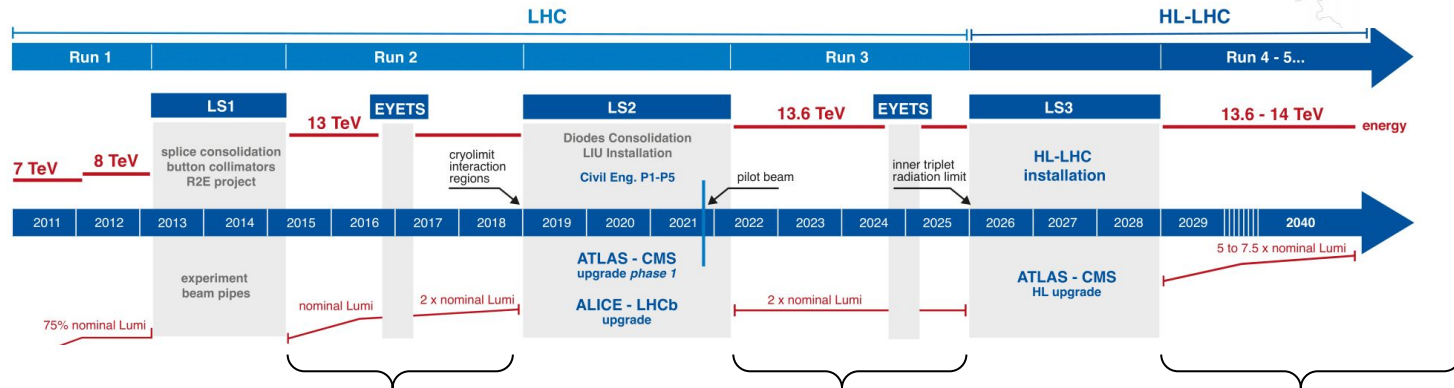 LHC
HL-LHC
Run 1
Run 2
Run 3
Run 4 - 5...
LS1
EYETS
LS2
EYETS
LS3
7 TeV
8 TeV
13 TeV
13.6 TeV
13.6 - 14 TeV
energy
splice consolidation
button collimators
R2E project
cryolimit
interaction
regions
Diodes Consolidation
LIU Installation
Civil Eng. P1-P5
pilot beam
inner triplet
radiation limit
HL-LHC
installation
2011
2012
2013
2014
2015
2016
2017
2018
2019
2020
2021
2022
2023
2024
2025
2026
2027
2028
2029
2040
experiment
beam pipes
75% nominal Lumi
nominal Lumi
2 x nominal Lumi
ATLAS - CMS
upgrade phase 1
ALICE - LHCb
upgrade
2 x nominal Lumi
ATLAS - CMS
HL upgrade
5 to 7.5 x nominal Lumi